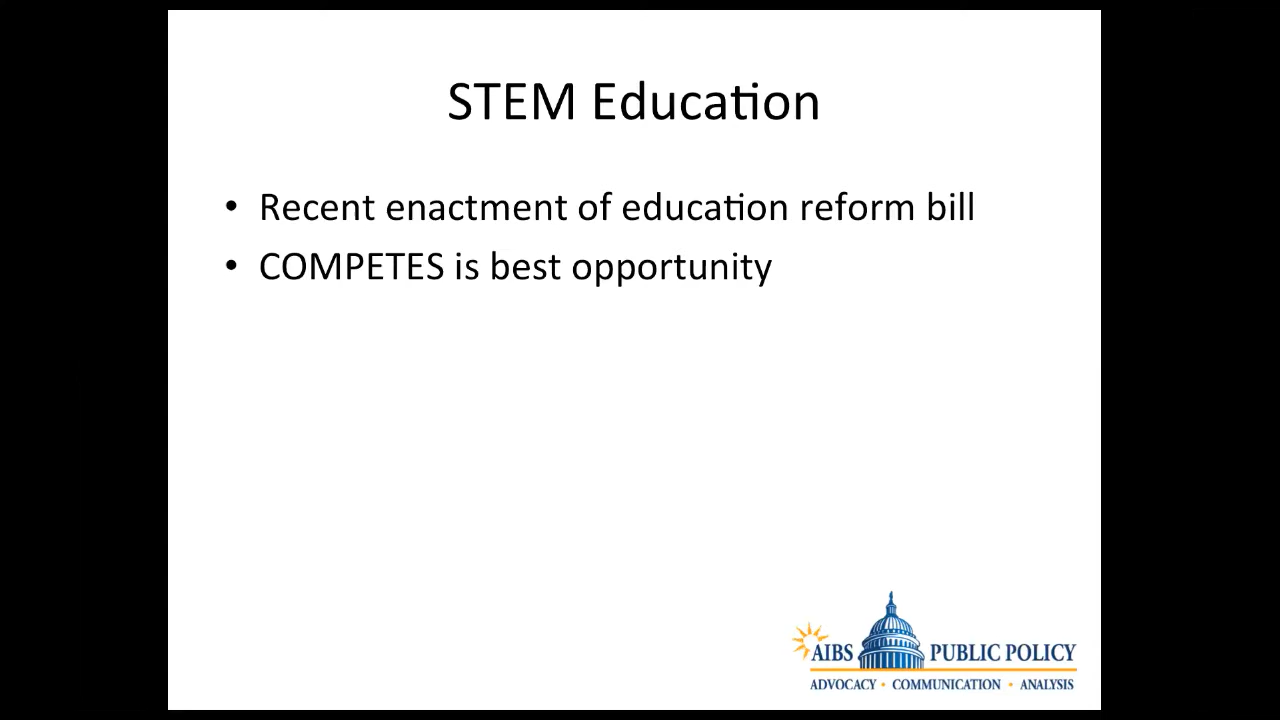 STEM Education
• Recent enactment of education reform bill
• COMPETES is best opportunity
AIBS PUBLIC POLICY
ADVOCACY • COMMUNICATION • ANALYSIS